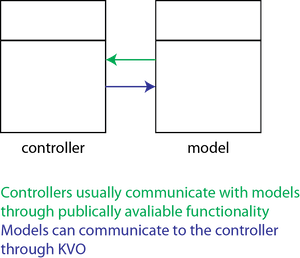 controller
model
Controllers usually communicate with models
through publically avaliable functionality
Models can communicate to the controller
through KVO